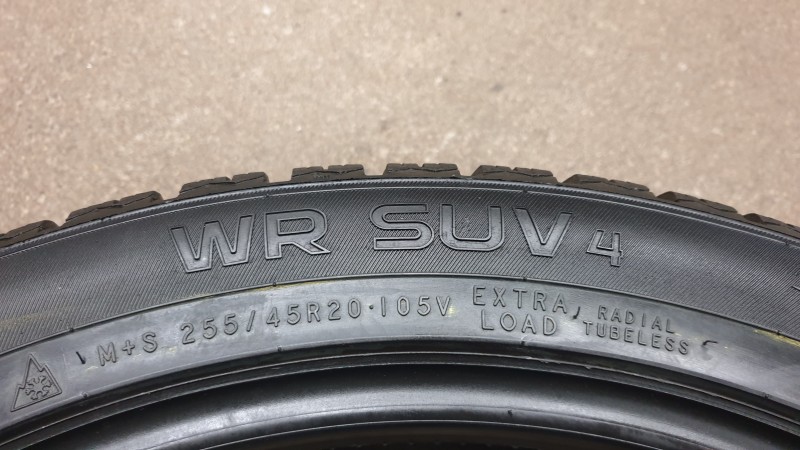 WR SUV 4
M+S 255/45R20·105V EXTRA LOAD RADIAL TUBELESS